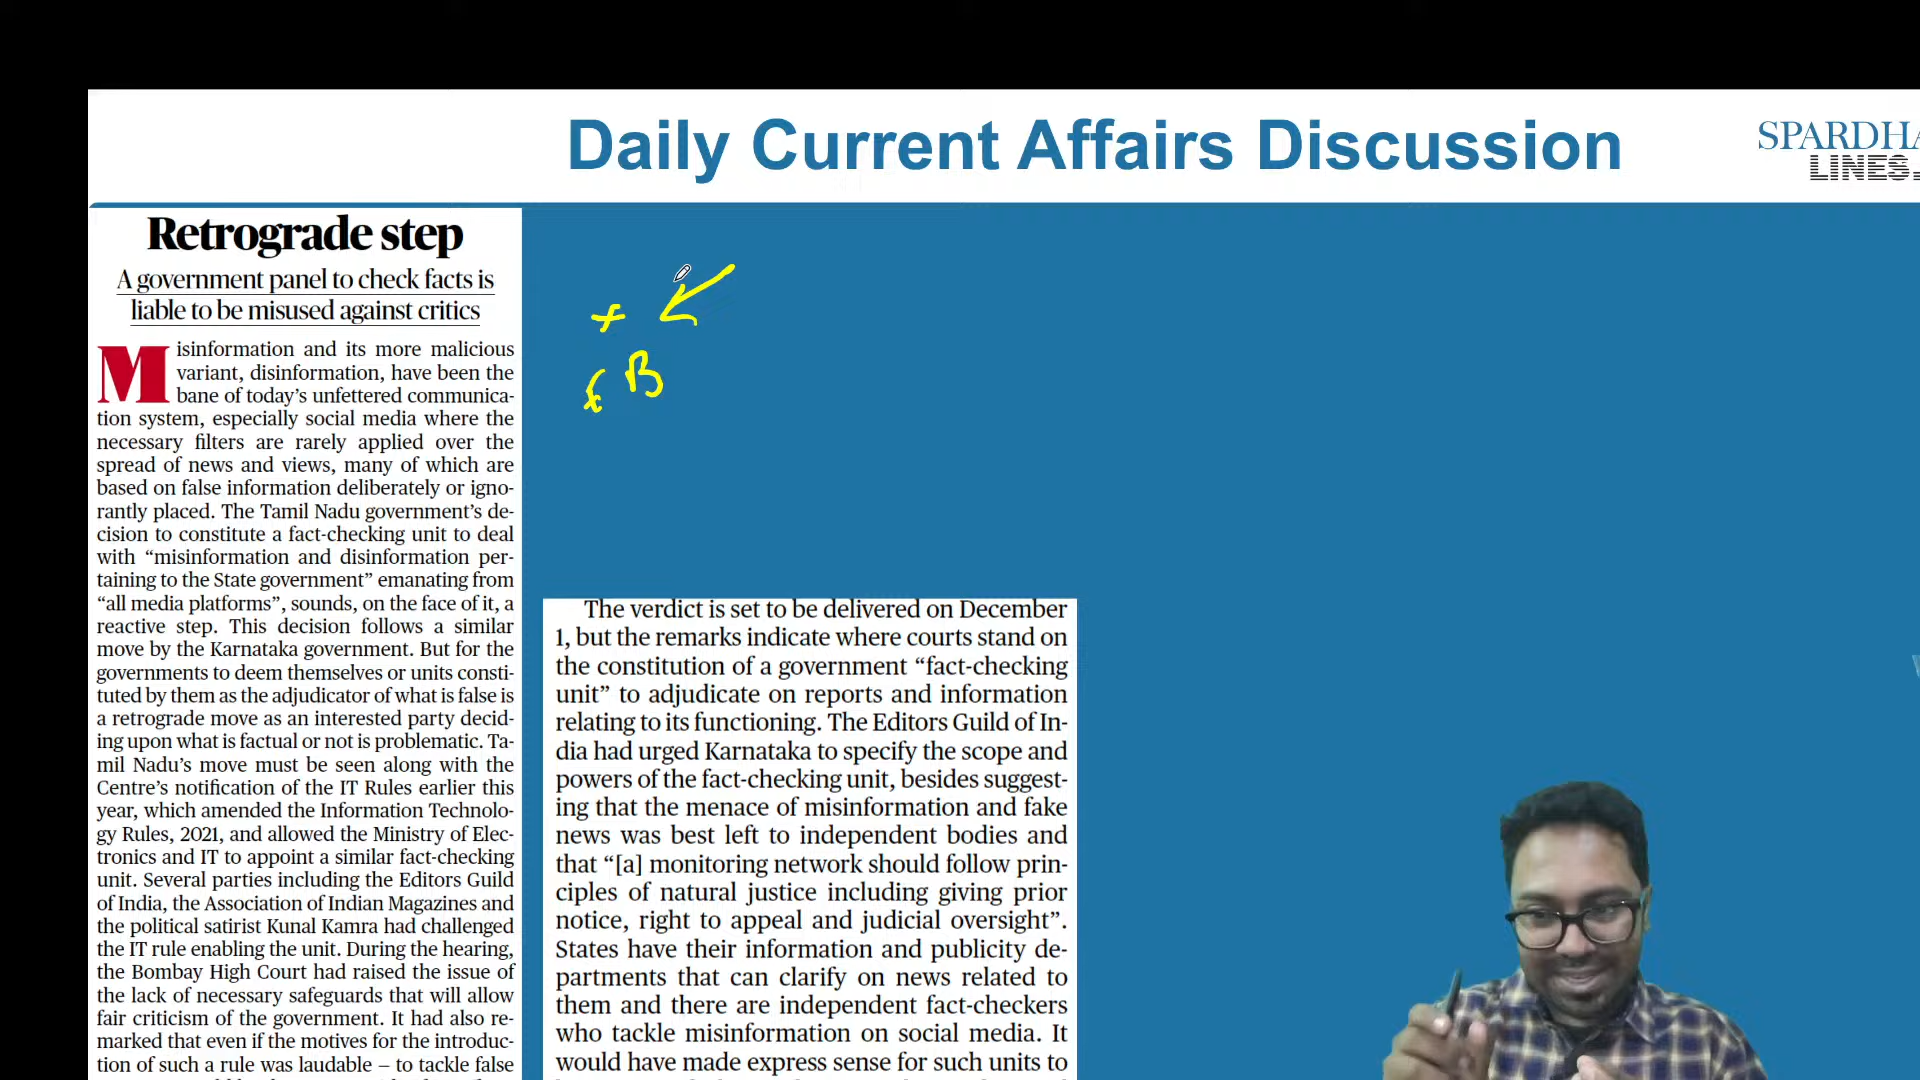 Daily Current Affairs Discussion
SPARDHA
LINES.
Retrograde step
A government panel to check facts is
liable to be misused against critics
Misinformation and its more malicious
variant, disinformation, have been the
bane of today's unfettered communica-
tion system, especially social media where the
necessary filters are rarely applied over the
spread of news and views, many of which are
based on false information deliberately or igno-
rantly placed. The Tamil Nadu government's de-
cision to constitute a fact-checking unit to deal
with “misinformation and disinformation per-
taining to the State government” emanating from
“all media platforms”, sounds, on the face of it, a
reactive step. This decision follows a similar
move by the Karnataka government. But for the
governments to deem themselves or units consti-
tuted by them as the adjudicator of what is false is
a retrograde move as an interested party decid-
ing upon what is factual or not is problematic. Ta-
mil Nadu's move must be seen along with the
Centre's notification of the IT Rules earlier this
year, which amended the Information Technolo-
gy Rules, 2021, and allowed the Ministry of Elec-
tronics and IT to appoint a similar fact-checking
unit. Several parties including the Editors Guild
of India, the Association of Indian Magazines and
the political satirist Kunal Kamra had challenged
the IT rule enabling the unit. During the hearing,
the Bombay High Court had raised the issue of
the lack of necessary safeguards that will allow
fair criticism of the government. It had also re-
marked that even if the motives for the introduc-
tion of such a rule was laudable – to tackle false
B
The verdict is set to be delivered on December
1, but the remarks indicate where courts stand on
the constitution of a government “fact-checking
unit” to adjudicate on reports and information
relating to its functioning. The Editors Guild of In-
dia had urged Karnataka to specify the scope and
powers of the fact-checking unit, besides suggest-
ing that the menace of misinformation and fake
news was best left to independent bodies and
that “[a] monitoring network should follow prin-
ciples of natural justice including giving prior
notice, right to appeal and judicial oversight”.
States have their information and publicity de-
partments that can clarify on news related to
them and there are independent fact-checkers
who tackle misinformation on social media. It
would have made express sense for such units to